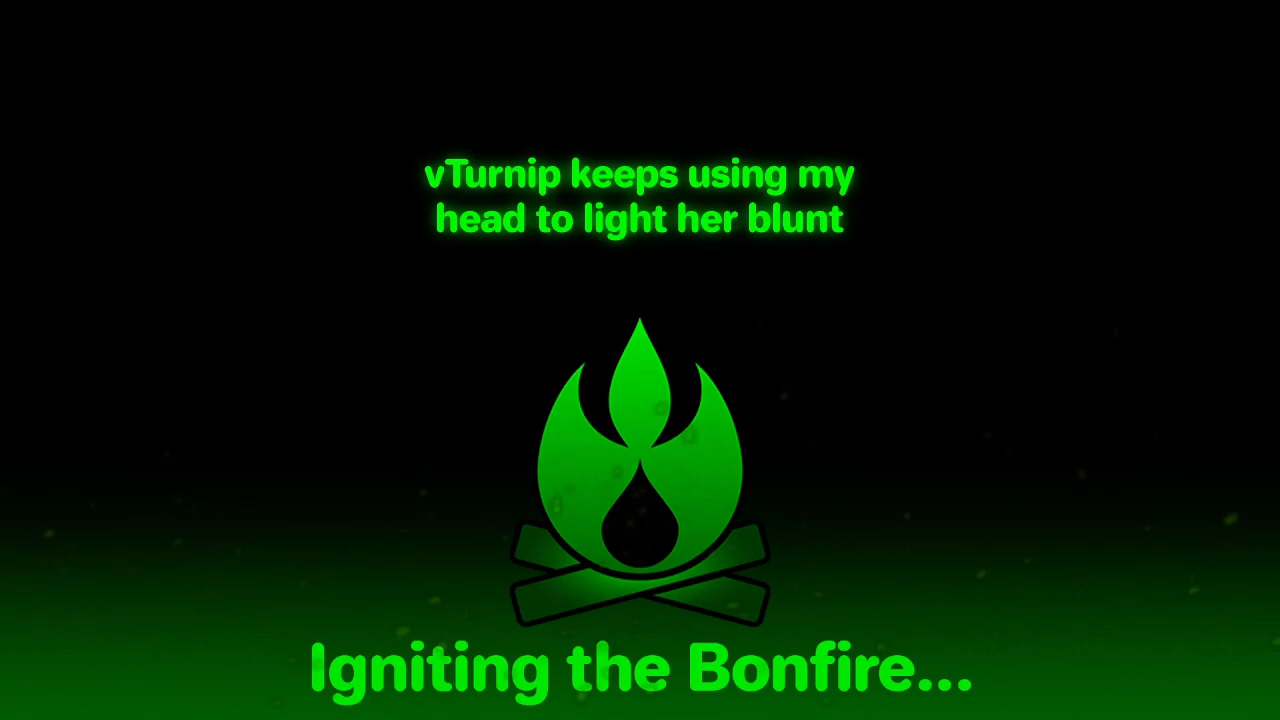 vTurnip keeps using my
head to light her blunt
Igniting the Bonfire...